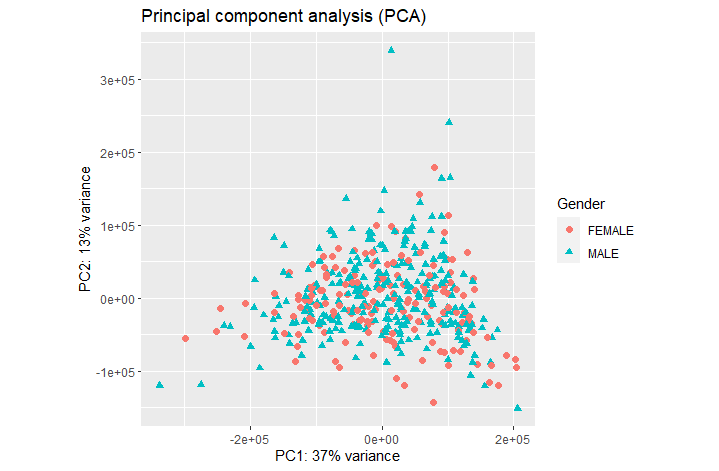 Principal component analysis (PCA)
3e+05
2e+05
1e+05
0e+00
-1e+05
PC2: 13% variance
-2e+05
0e+00
2e+05
PC1: 37% variance
Gender
FEMALE
MALE